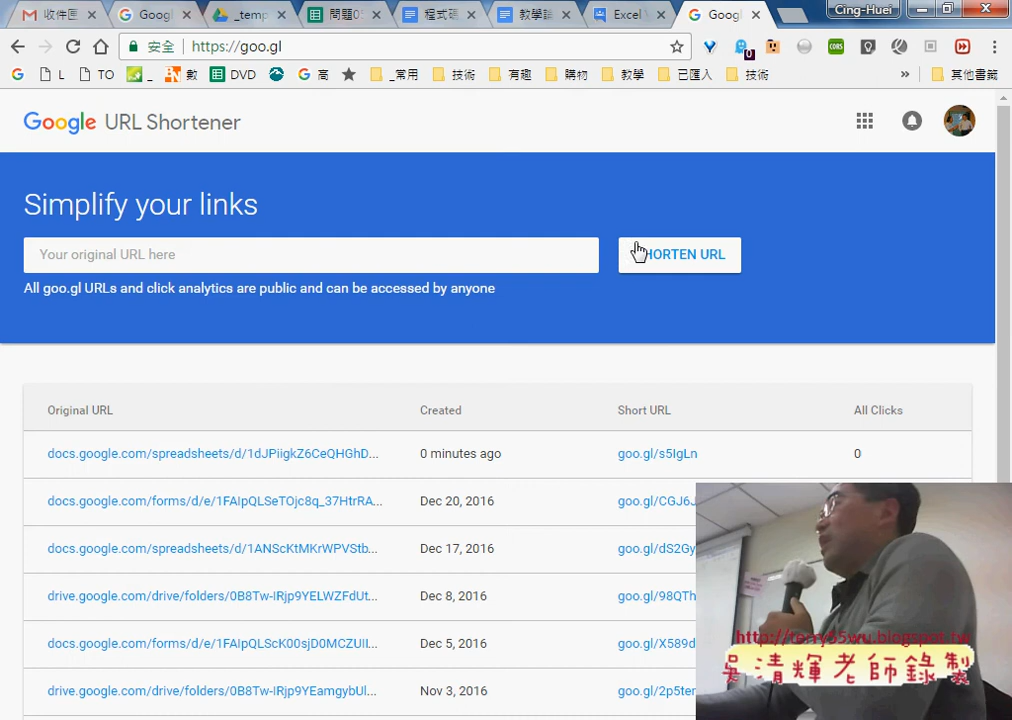 收件匣
Googl
_temp
問題0
程式碼
教學論
Excel V
Googl
Cing-Huei
安全 https://goo.gl
L
TO
_
數
DVD
高
_常用
技術
有趣
購物
教學
已匯入
技術
»
其他書籤
Google URL Shortener
Simplify your links
Your original URL here
HORTEN URL
All goo.gl URLs and click analytics are public and can be accessed by anyone
Original URL Created Short URL All Clicks
docs.google.com/spreadsheets/d/1dJPiigkZ6CeQHGhD... 0 minutes ago goo.gl/s5IgLn 0
docs.google.com/forms/d/e/1FAIpQLSeTOjc8q_37HtrRA... Dec 20, 2016 goo.gl/CGJ6J
docs.google.com/spreadsheets/d/1ANScKtMKrWPVStb... Dec 17, 2016 goo.gl/dS2Gy
drive.google.com/drive/folders/0B8Tw-IRjp9YELWZFdUt... Dec 8, 2016 goo.gl/98QTh
docs.google.com/forms/d/e/1FAIpQLScK00sjD0MCZUII... Dec 5, 2016 goo.gl/X589d
drive.google.com/drive/folders/0B8Tw-IRjp9YEamgybUl... Nov 3, 2016 goo.gl/2p5ter
http://terry55wu.blogspot.tw
吳清輝老師錄製